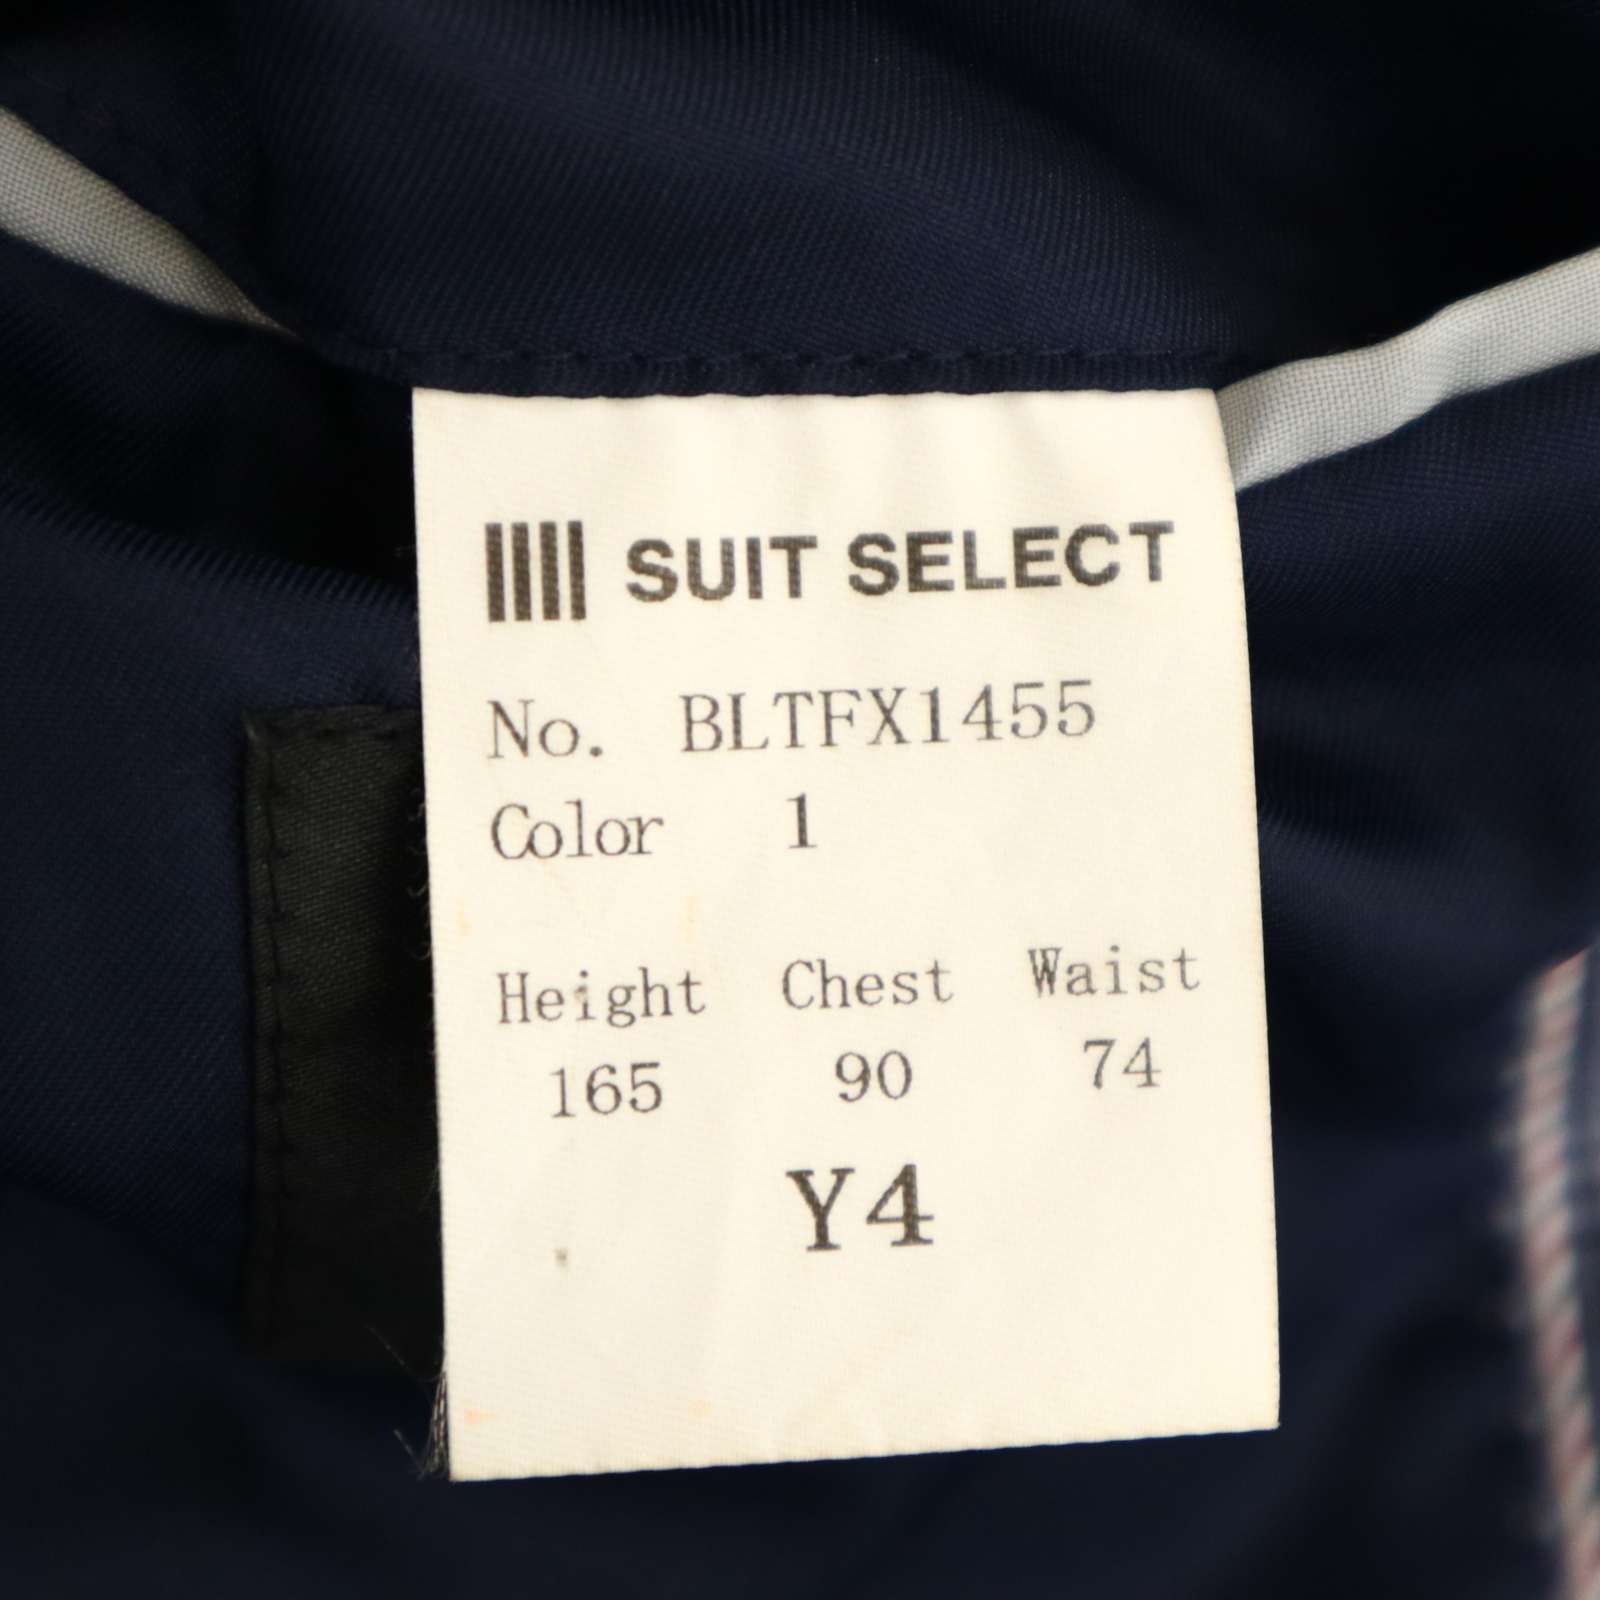 SUIT SELECT
No. BLTFX1455
Color 1
Height Chest Waist
165 90 74
Y4